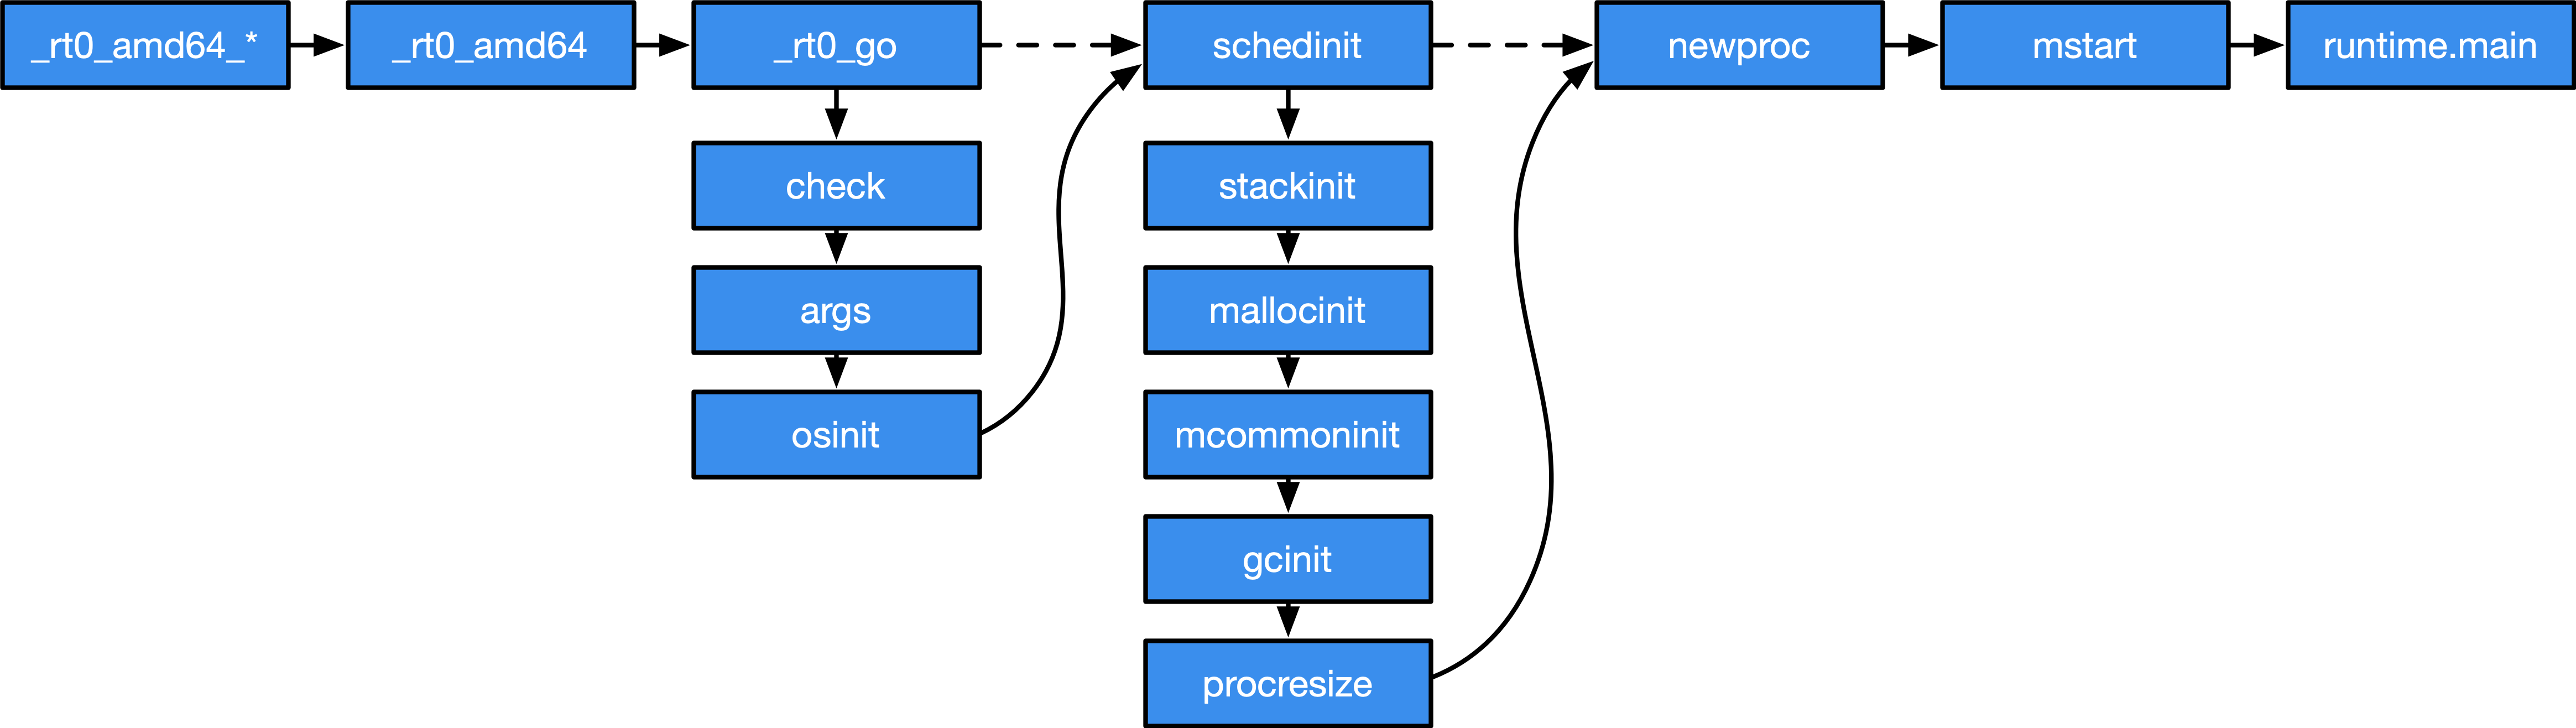 _rt0_amd64_*
_rt0_amd64
_rt0_go
schedinit
newproc
mstart
runtime.main
check
stackinit
args
mallocinit
osinit
mcommoninit
gcinit
procresize